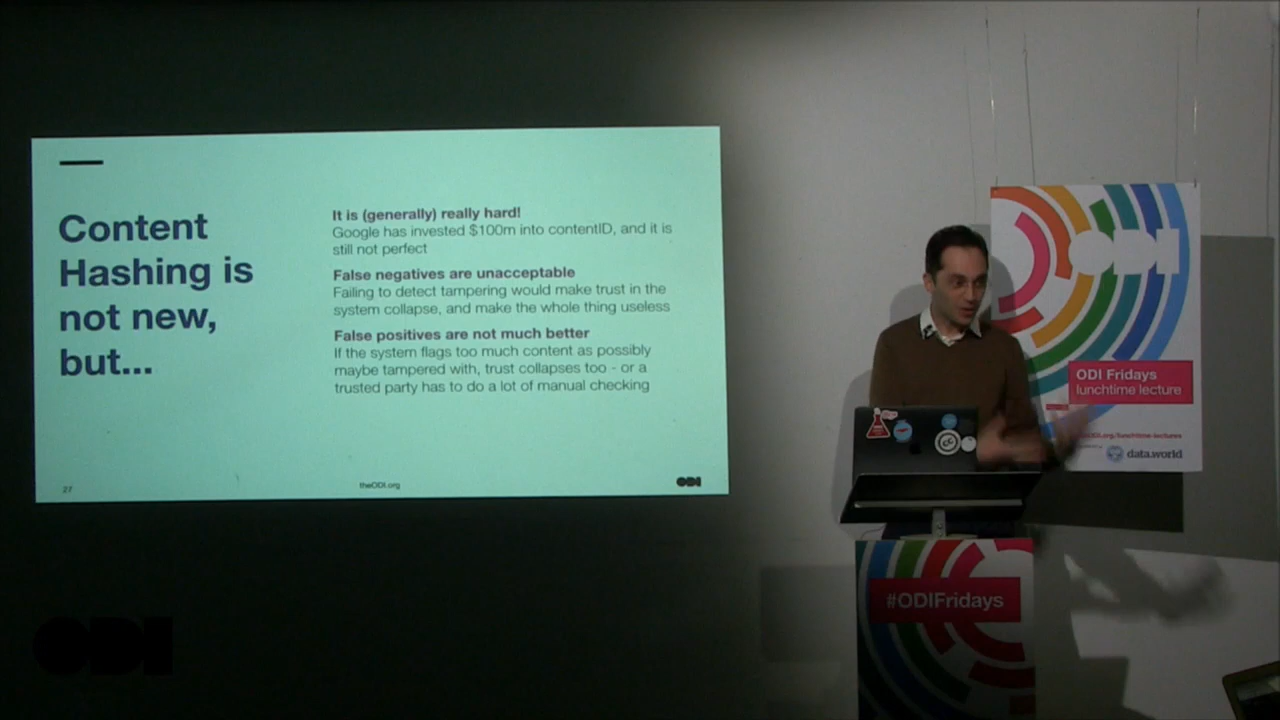 Content
Hashing is
not new,
but...
It is (generally) really hard!
Google has invested $100m into contentID, and it is
still not perfect
False negatives are unacceptable
Failing to detect tampering would make trust in the
system collapse, and make the whole thing useless
False positives are not much better
If the system flags too much content as possibly
maybe tampered with, trust collapses too - or a
trusted party has to do a lot of manual checking
27
theODI.org
ODI
ODI
ODI Fridays
lunchtime lecture
/lunchtime-lectures
data.world
cc
#ODIFridays
ODI